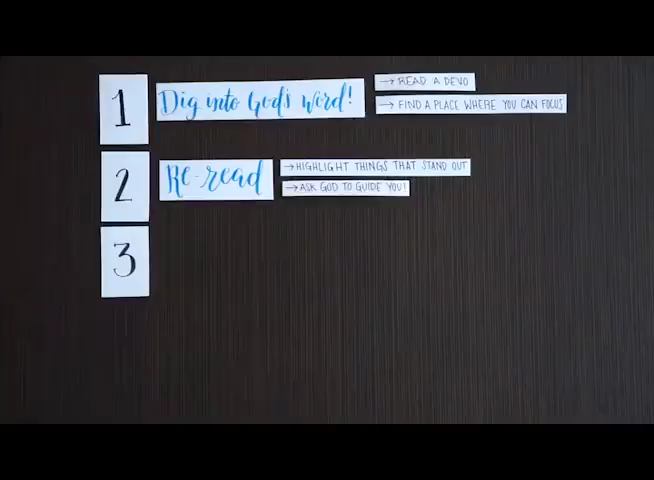 1 Dig into God's word! → READ A DEVO
→ FIND A PLACE WHERE YOU CAN FOCUS
2 Re-read → HIGHLIGHT THINGS THAT STAND OUT
→ ASK GOD TO GUIDE YOU!
3